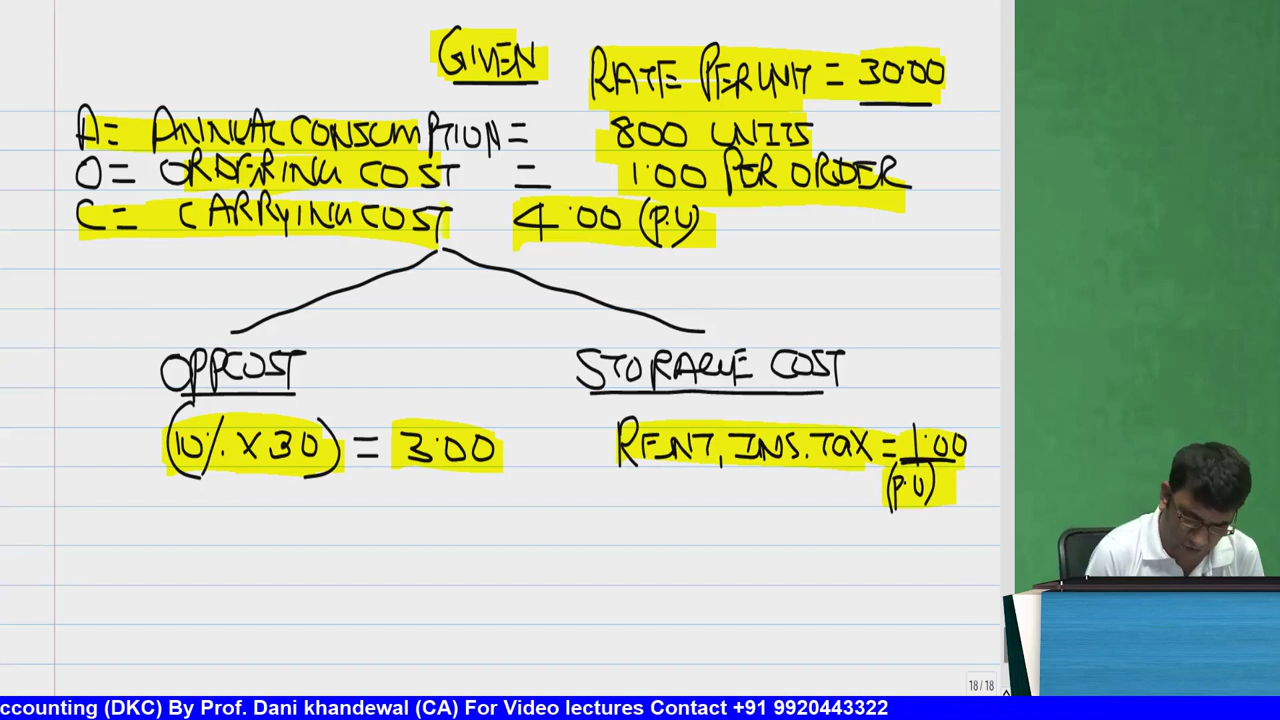 GIVEN
RATE PER UNIT = 30.00
A = ANNUAL CONSUMPTION = 800 UNITS
O = ORDERING COST = 1.00 PER ORDER
C = CARRYING COST 4.00 (P.U)
OPPCOST STORAGE COST
(10% X 30) = 3.00 RENT, INS. TAX = 1.00
(P.U)
18 / 18
ccounting (DKC) By Prof. Dani khandewal (CA) For Video lectures Contact +91 9920443322